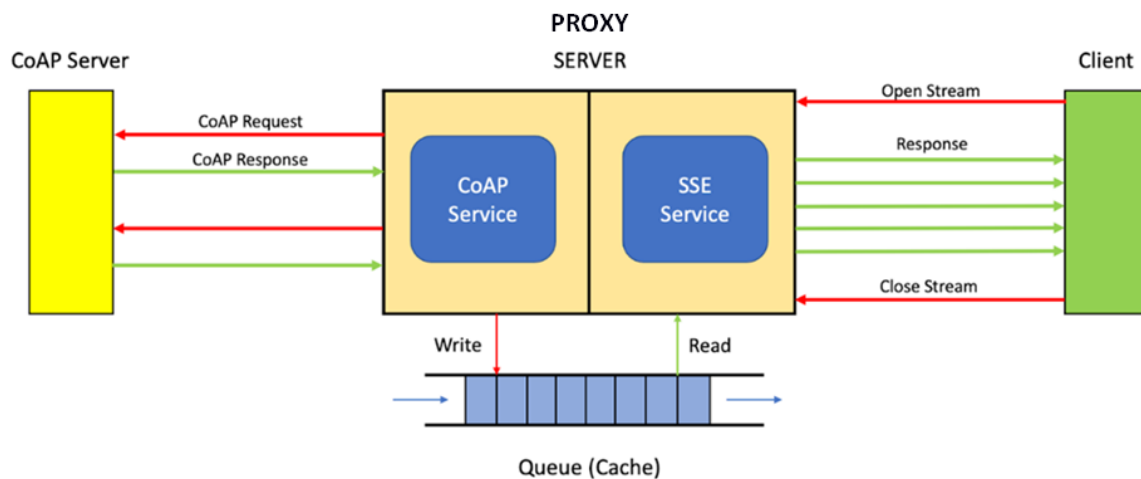 PROXY
CoAP Server
SERVER
Client
Open Stream
CoAP Request
Response
CoAP Response
CoAP
Service
SSE
Service
Close Stream
Write
Read
Queue (Cache)